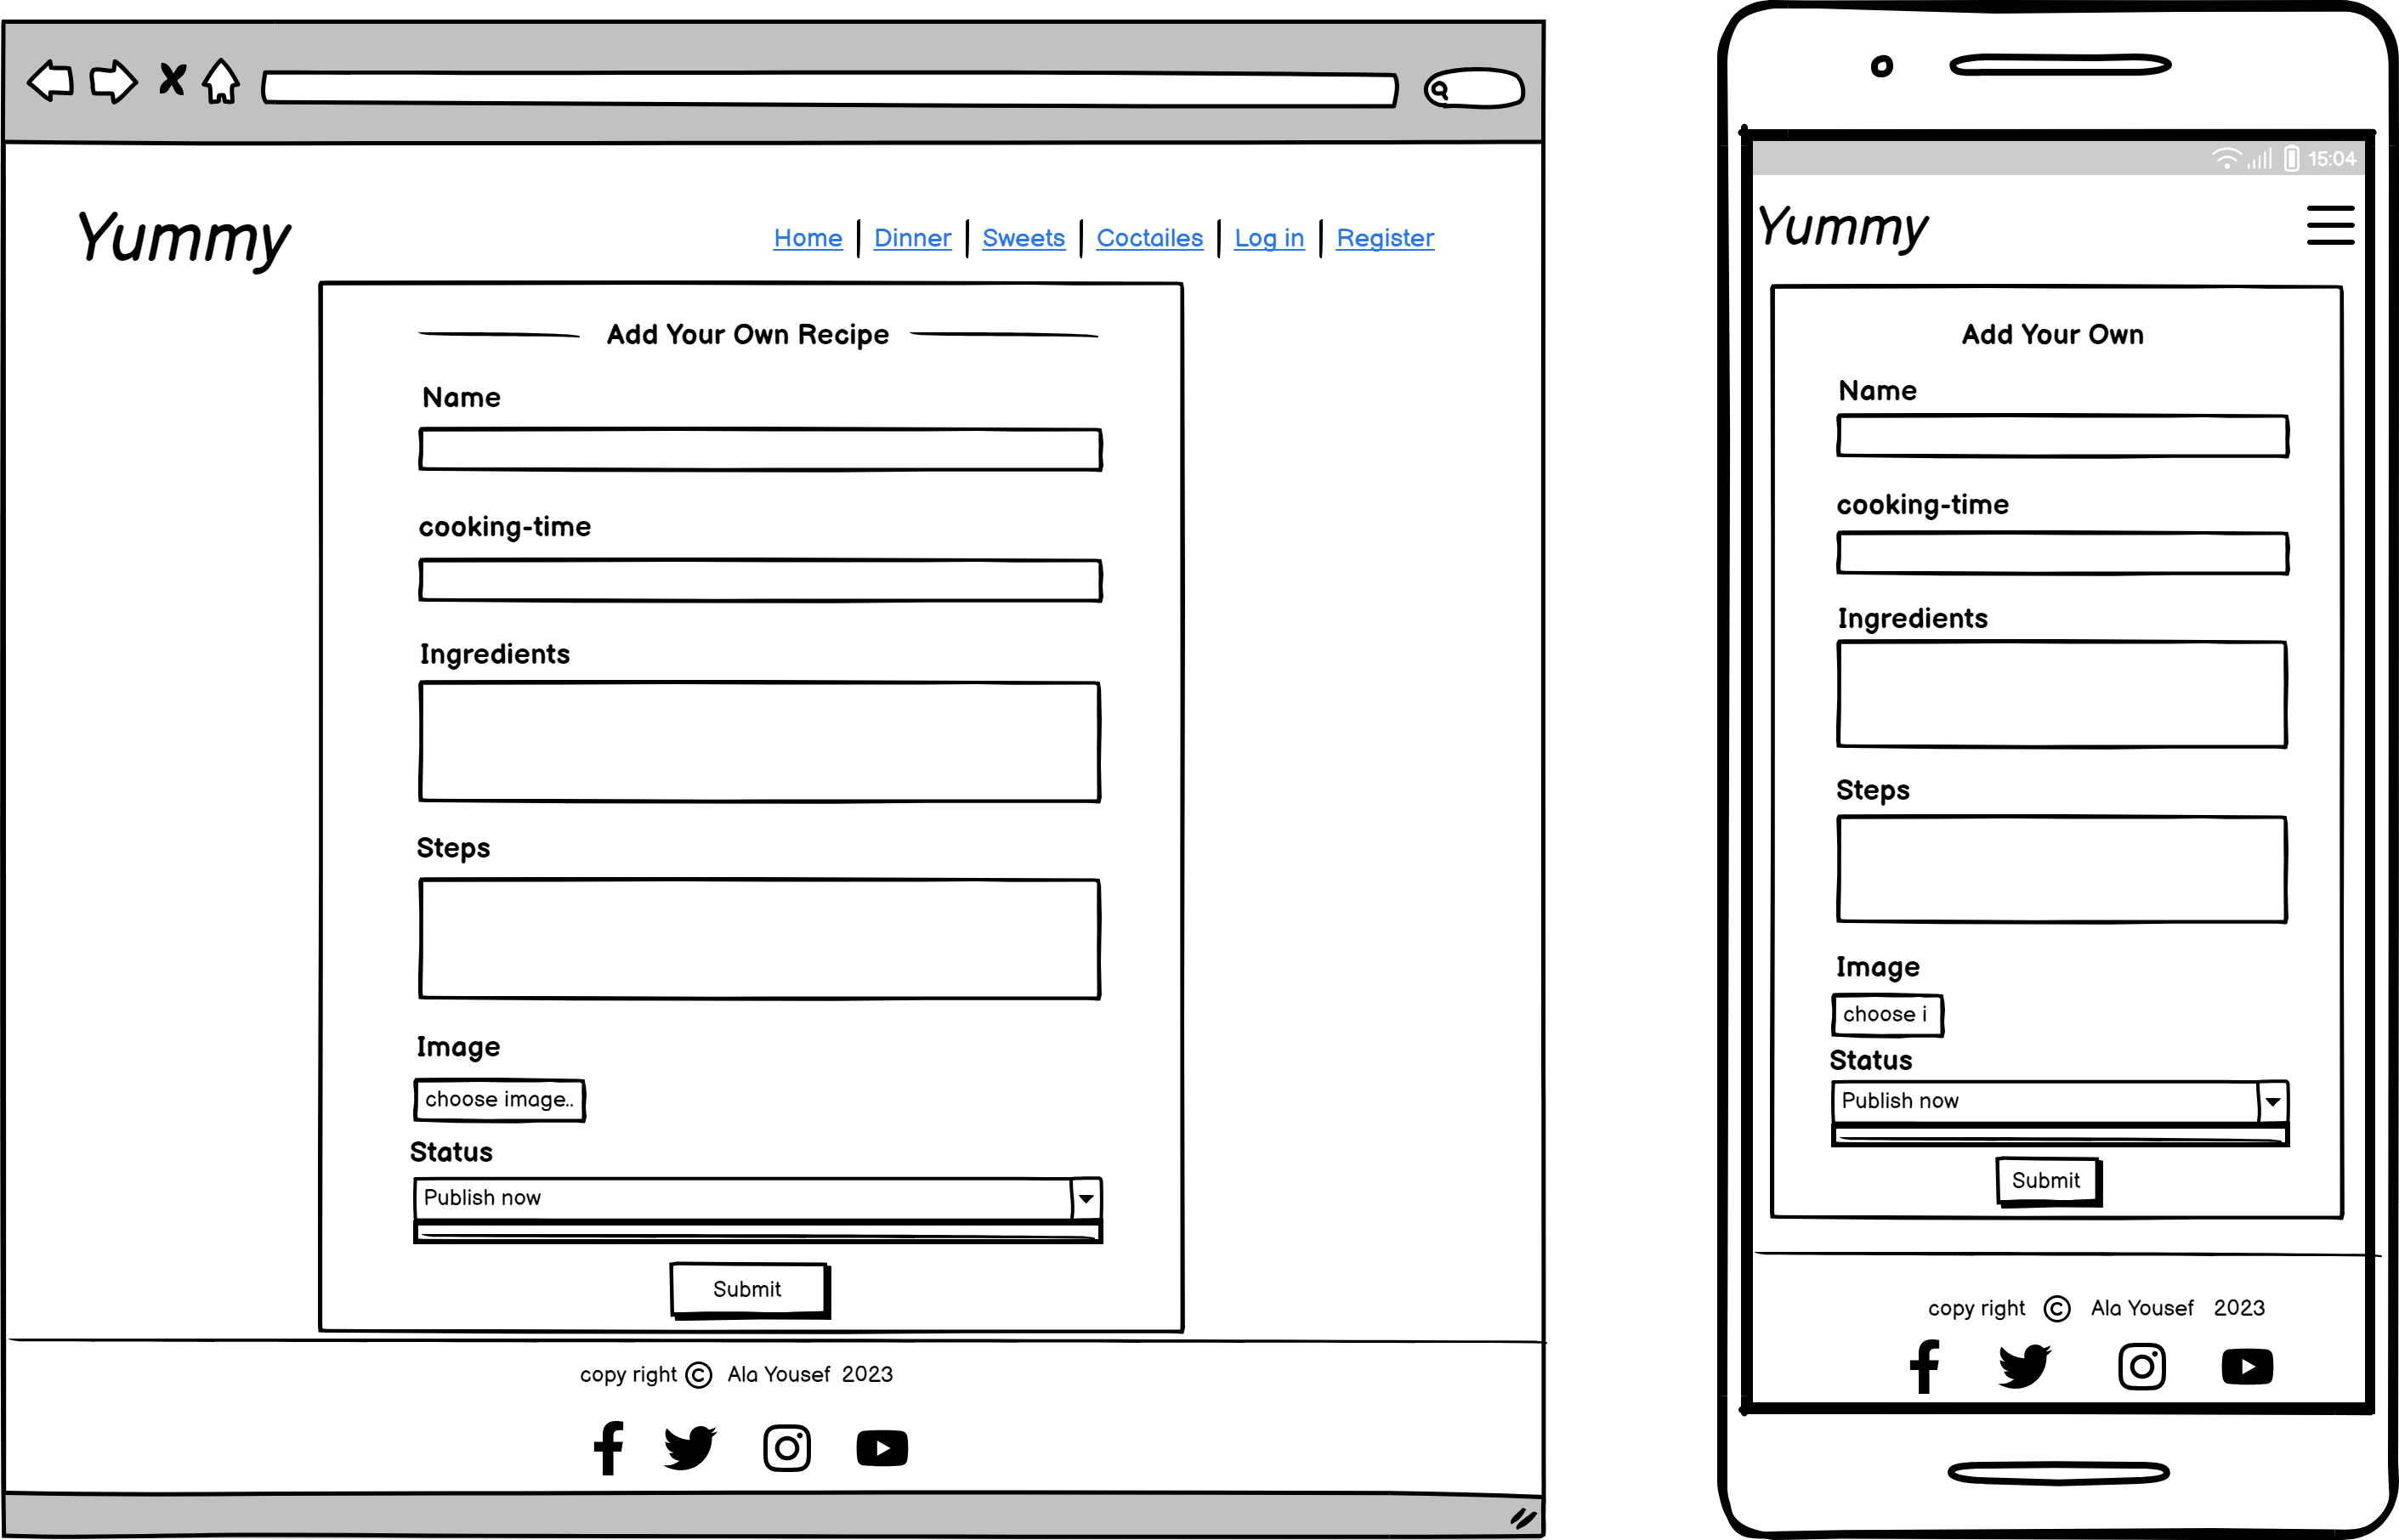 Yummy
Home Dinner Sweets Coctailes Log in Register
Add Your Own Recipe
Name
cooking-time
Ingredients
Steps
Image
choose image..
Status
Publish now
Submit
copy right © Ala Yousef 2023
15:04
Yummy
Add Your Own
Name
cooking-time
Ingredients
Steps
Image
choose i
Status
Publish now
Submit
copy right © Ala Yousef 2023